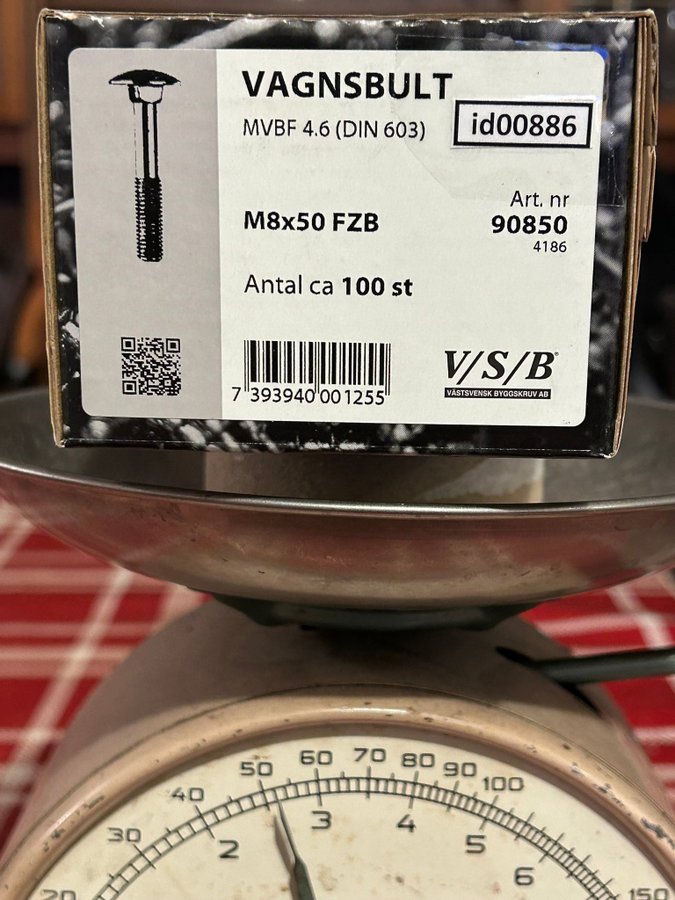 VAGNSBULT
MVBF 4.6 (DIN 603)
id00886
Art. nr
M8x50 FZB
90850
4186
Antal ca 100 st
7 393940 001255
V/S/B
VÄSTSVENSK BYGGSKRUV AB
20 30 40 50 60 70 80 90 100 150
2 3 4 5 6